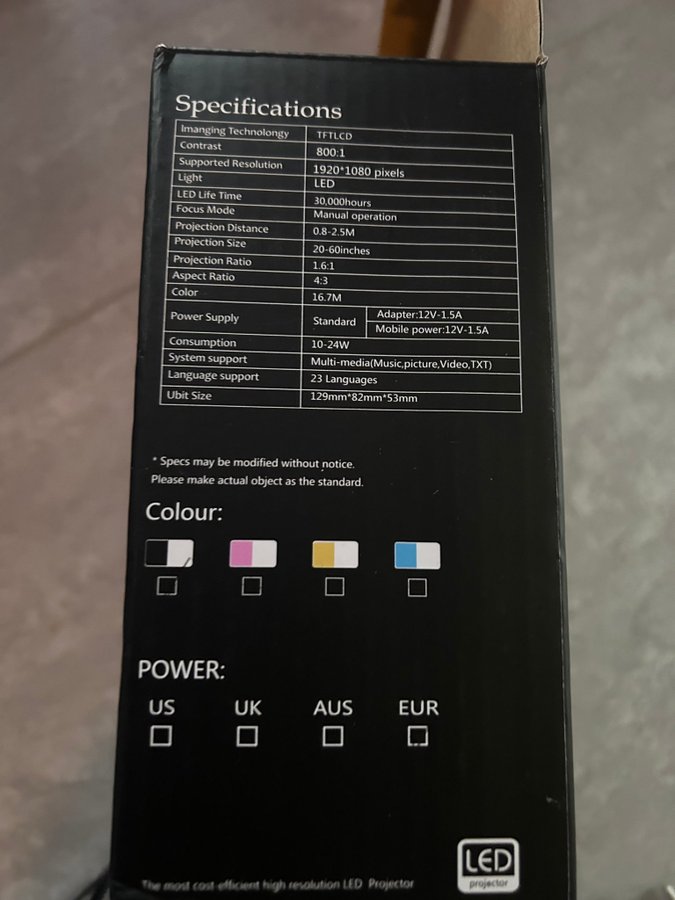 Specifications
Imanging Technolongy TFTLCD
Contrast 800:1
Supported Resolution 1920*1080 pixels
Light LED
LED Life Time 30,000hours
Focus Mode Manual operation
Projection Distance 0.8-2.5M
Projection Size 20-60inches
Projection Ratio 1.6:1
Aspect Ratio 4:3
Color 16.7M
Power Supply Standard Adapter:12V-1.5A
Mobile power:12V-1.5A
Consumption 10-24W
System support Multi-media(Music,picture,Video,TXT)
Language support 23 Languages
Ubit Size 129mm*82mm*53mm
* Specs may be modified without notice.
Please make actual object as the standard.
Colour:
POWER:
US UK AUS EUR
LED
projector
The most cost efficient high resolution LED Projector